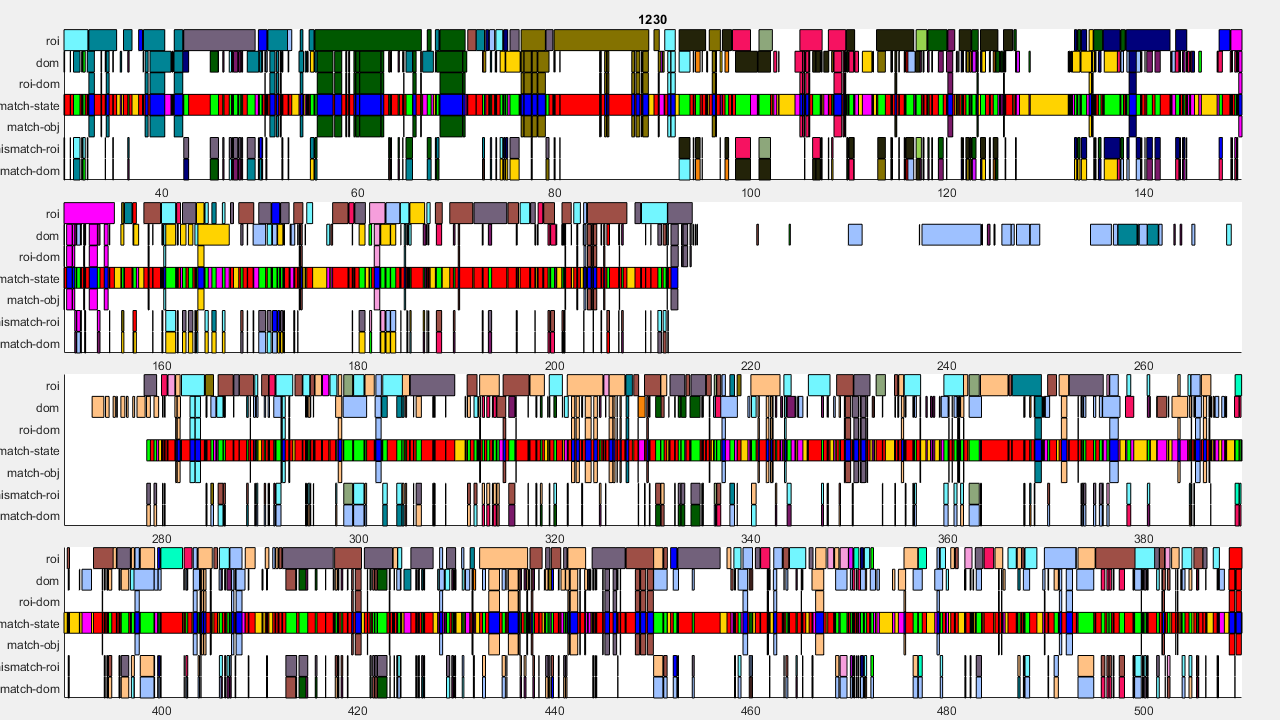 1230
roi
dom
roi-dom
match-state
match-obj
ismatch-roi
match-dom
40 60 80 100 120 140
roi
dom
roi-dom
match-state
match-obj
ismatch-roi
match-dom
160 180 200 220 240 260
roi
dom
roi-dom
match-state
match-obj
ismatch-roi
match-dom
280 300 320 340 360 380
roi
dom
roi-dom
match-state
match-obj
ismatch-roi
match-dom
400 420 440 460 480 500